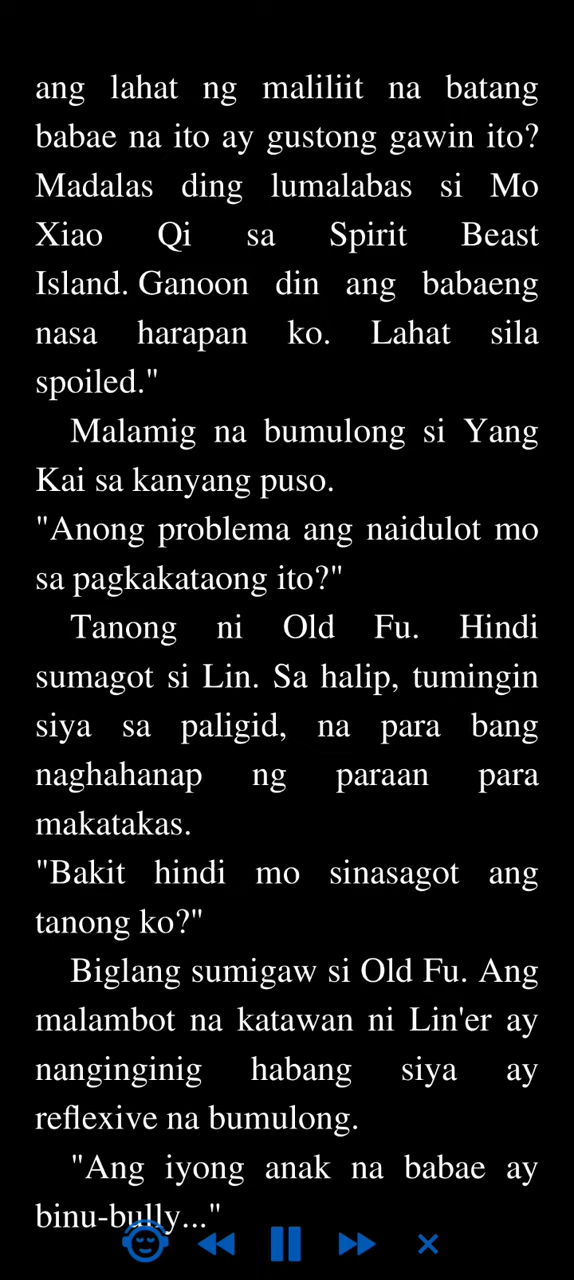 ang lahat ng maliliit na batang
babae na ito ay gustong gawin ito?
Madalas ding lumalabas si Mo
Xiao Qi sa Spirit Beast
Island. Ganoon din ang babaeng
nasa harapan ko. Lahat sila
spoiled."
Malamig na bumulong si Yang
Kai sa kanyang puso.
"Anong problema ang naidulot mo
sa pagkakataong ito?"
Tanong ni Old Fu. Hindi
sumagot si Lin. Sa halip, tumingin
siya sa paligid, na para bang
naghahanap ng paraan para
makatakas.
"Bakit hindi mo sinasagot ang
tanong ko?"
Biglang sumigaw si Old Fu. Ang
malambot na katawan ni Lin'er ay
nanginginig habang siya ay
reflexive na bumulong.
"Ang iyong anak na babae ay
binu-bully..."